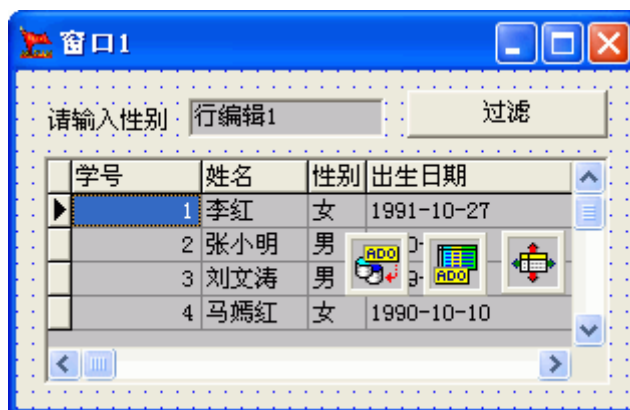 窗口1
请输入性别 行编辑1 过滤
学号 姓名 性别 出生日期
1 李红 女 1991-10-27
2 张小明 男
3 刘文涛 男
4 马嫣红 女 1990-10-10
ADO
ADO